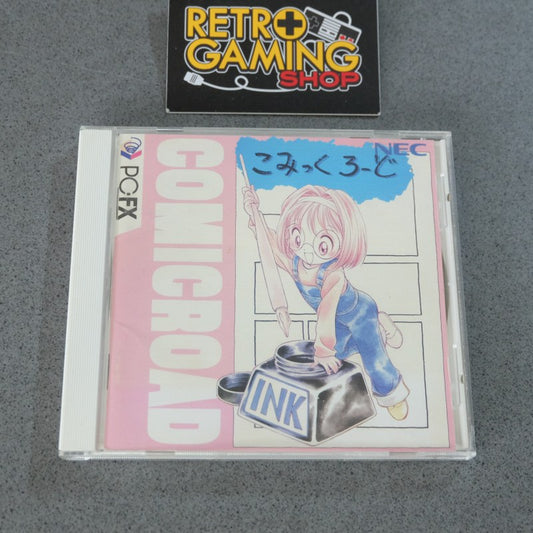 RETRO
GAMING
SHOP
NEC
こみっくろーど
PC-FX
COMICROAD
INK